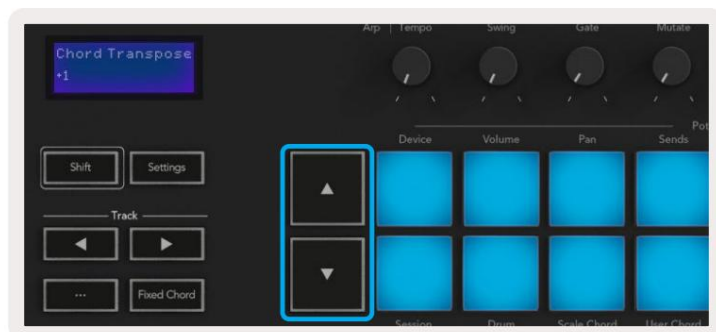 Arp | Tempo Swing Gate Mutate
Chord Transpose
+1
Pot
Device Volume Pan Sends
Shift Settings
Track
... Fixed Chord
Session Drum Scale Chord User Chord